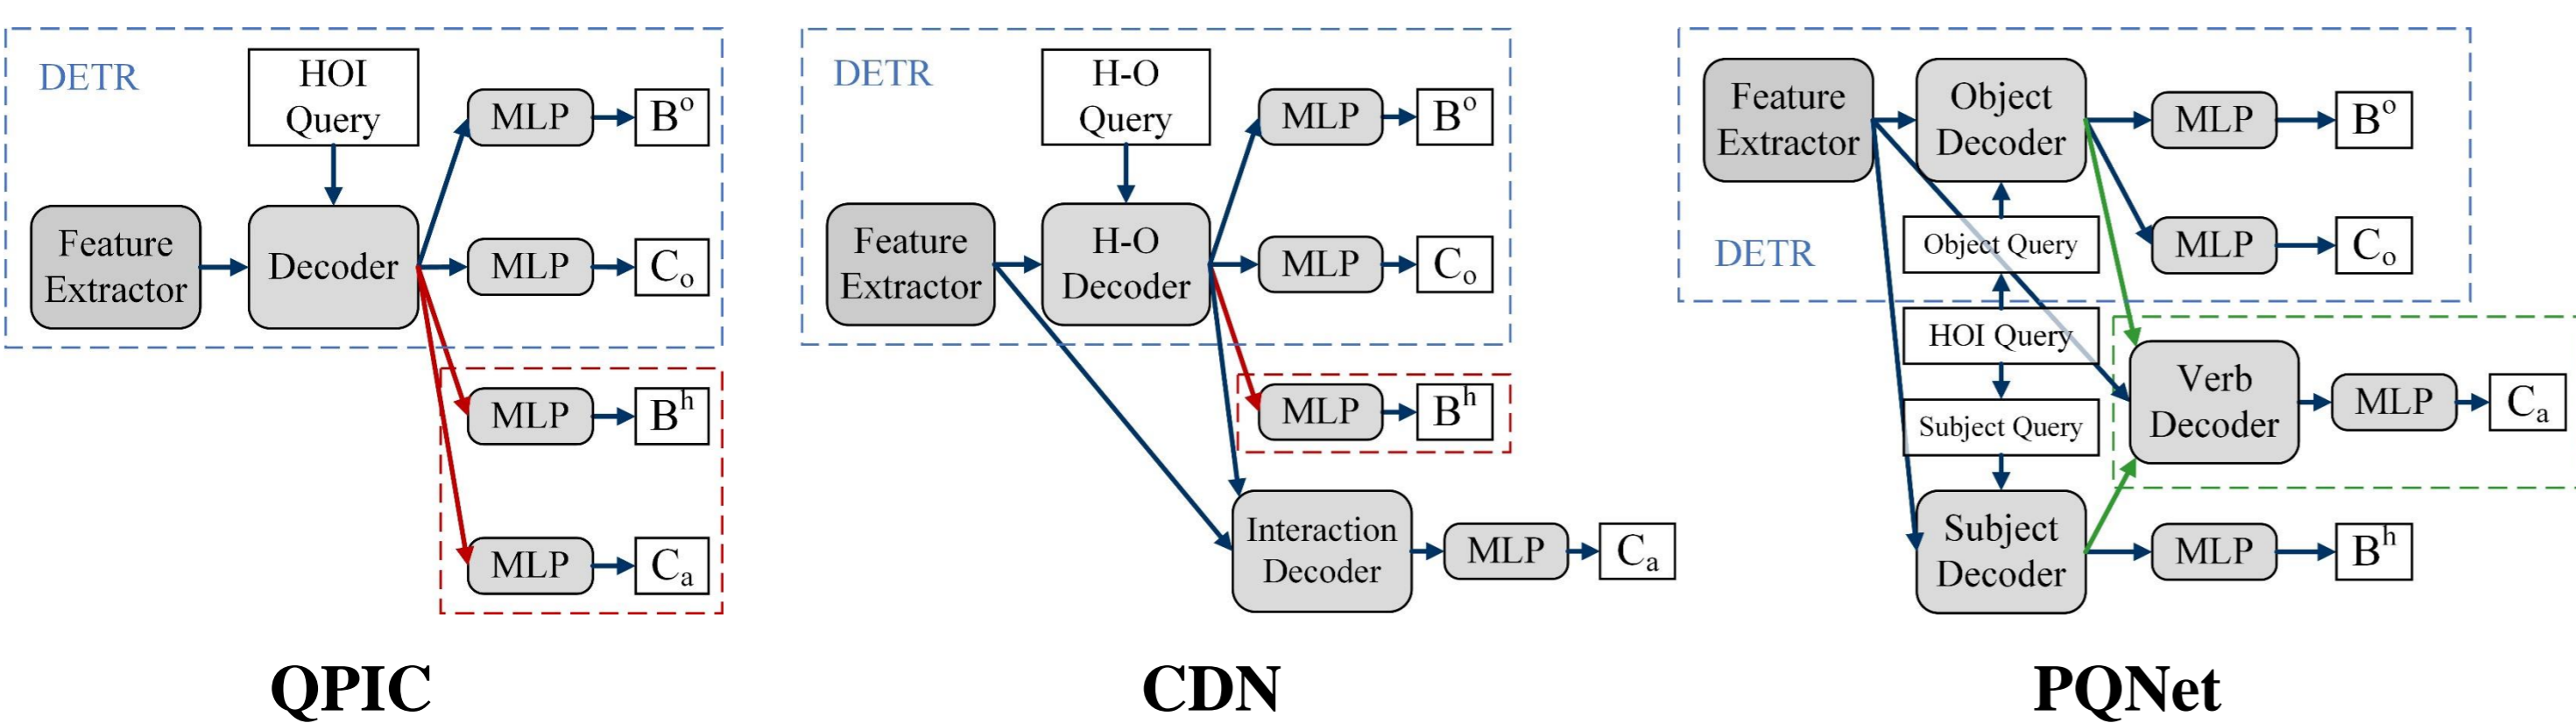 DETR
HOI
Query
MLP
B^o
Feature
Extractor
Decoder
MLP
C_o
MLP
B^h
MLP
C_a
QPIC
DETR
H-O
Query
MLP
B^o
Feature
Extractor
H-O
Decoder
MLP
C_o
MLP
B^h
Interaction
Decoder
MLP
C_a
CDN
Feature
Extractor
Object
Decoder
MLP
B^o
DETR
Object Query
MLP
C_o
HOI Query
Verb
Decoder
MLP
C_a
Subject Query
Subject
Decoder
MLP
B^h
PQNet